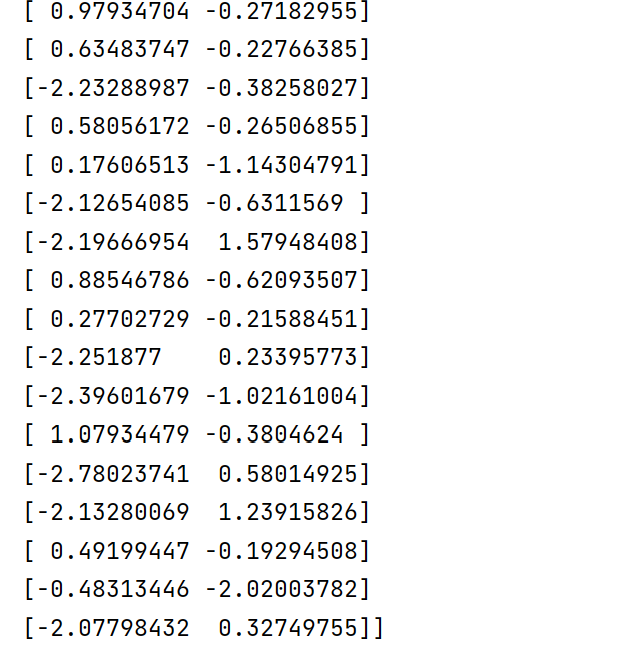 [ 0.97934704 -0.27182955]
[ 0.63483747 -0.22766385]
[-2.23288987 -0.38258027]
[ 0.58056172 -0.26506855]
[ 0.17606513 -1.14304791]
[-2.12654085 -0.6311569 ]
[-2.19666954  1.57948408]
[ 0.88546786 -0.62093507]
[ 0.27702729 -0.21588451]
[-2.251877    0.23395773]
[-2.39601679 -1.02161004]
[ 1.07934479 -0.3804624 ]
[-2.78023741  0.58014925]
[-2.13280069  1.23915826]
[ 0.49199447 -0.19294508]
[-0.48313446 -2.02003782]
[-2.07798432  0.32749755]]